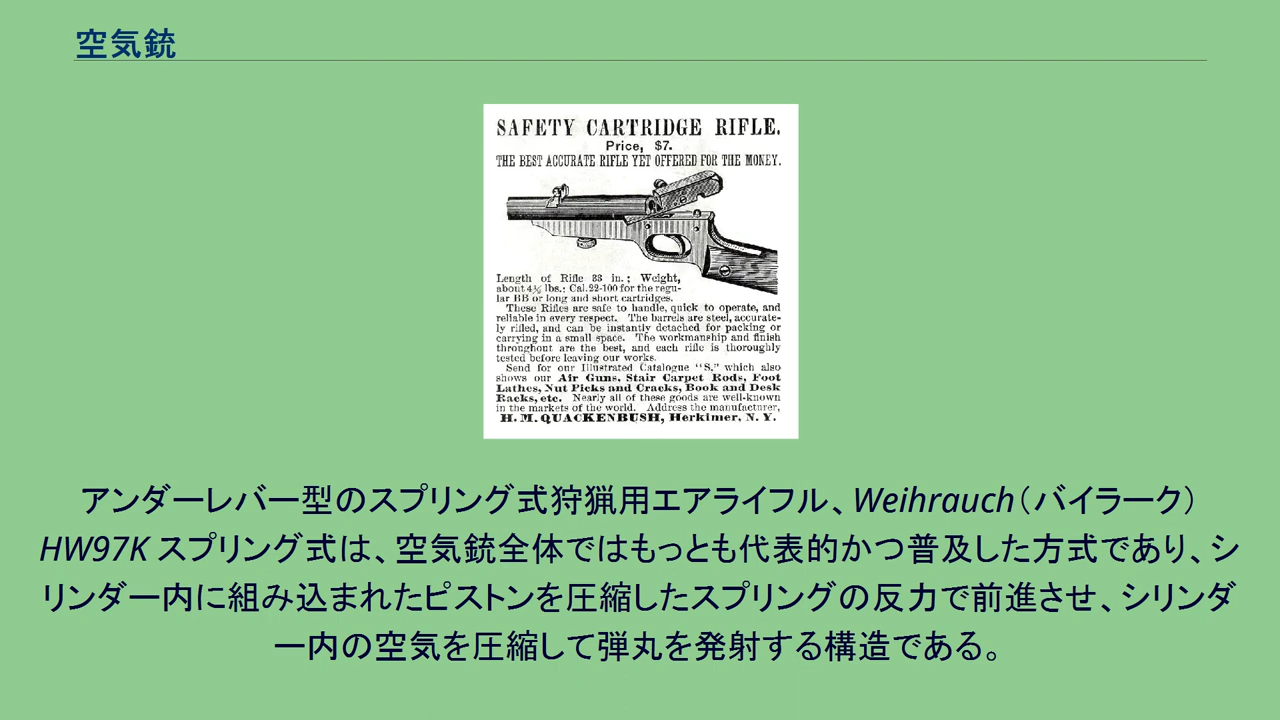 空気銃
SAFETY CARTRIDGE RIFLE.
Price, $7.
THE BEST ACCURATE RIFLE YET OFFERED FOR THE MONEY.
Length of Rifle 33 in.; Weight,
about 4½ lbs.; Cal. 22-100 for the regu-
lar BB or long and short cartridges.
These Rifles are safe to handle, quick to operate, and
reliable in every respect. The barrels are steel, accurate-
ly rifled, and can be instantly detached for packing or
carrying in a small space. The workmanship and finish
throughout are the best, and each rifle is thoroughly
tested before leaving our works.
Send for our Illustrated Catalogue "S." which also
shows our Air Guns, Stair Carpet Rods, Foot
Lathes, Nut Picks and Cracks, Book and Desk
Racks, etc. Nearly all of these goods are well-known
in the markets of the world. Address the manufacturer,
H. M. QUACKENBUSH, Herkimer, N. Y.
アンダーレバー型のスプリング式狩猟用エアライフル、Weihrauch（バイラーク）
HW97K スプリング式は、空気銃全体ではもっとも代表的かつ普及した方式であり、シ
リンダー内に組み込まれたピストンを圧縮したスプリングの反力で前進させ、シリンダ
ー内の空気を圧縮して弾丸を発射する構造である。